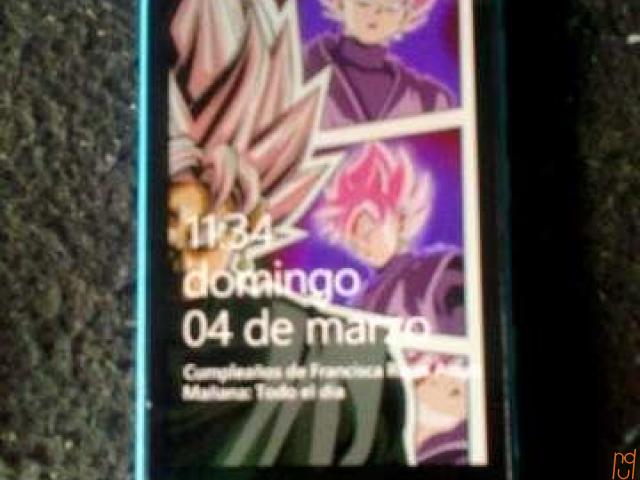 11:34
domingo
04 de marzo
Cumpleaños de Francisca
Mañana: Todo el día